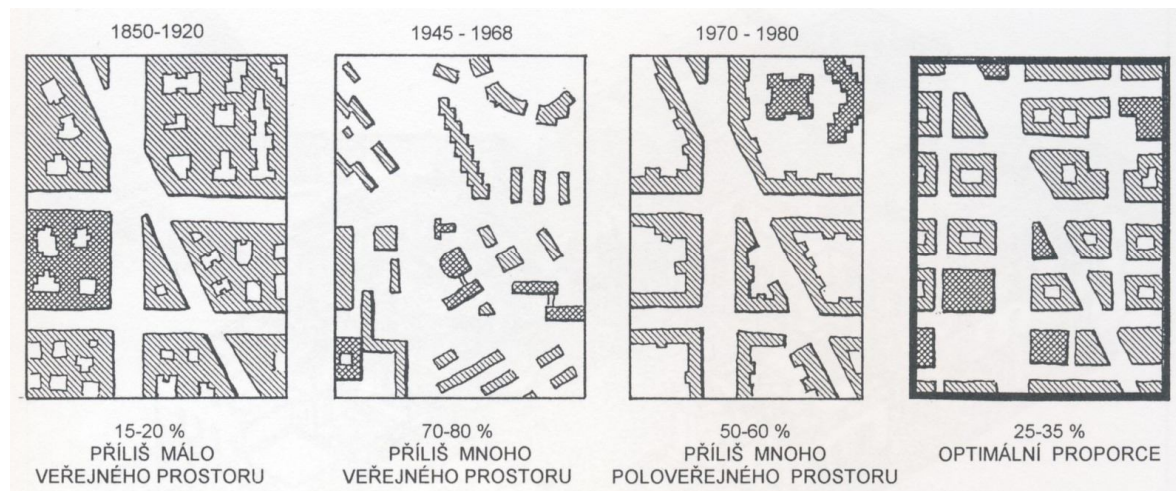 1850-1920
1945 - 1968
1970 - 1980
15-20 %
PŘÍLIŠ MÁLO
VEŘEJNÉHO PROSTORU
70-80 %
PŘÍLIŠ MNOHO
VEŘEJNÉHO PROSTORU
50-60 %
PŘÍLIŠ MNOHO
POLOVEŘEJNÉHO PROSTORU
25-35 %
OPTIMÁLNÍ PROPORCE